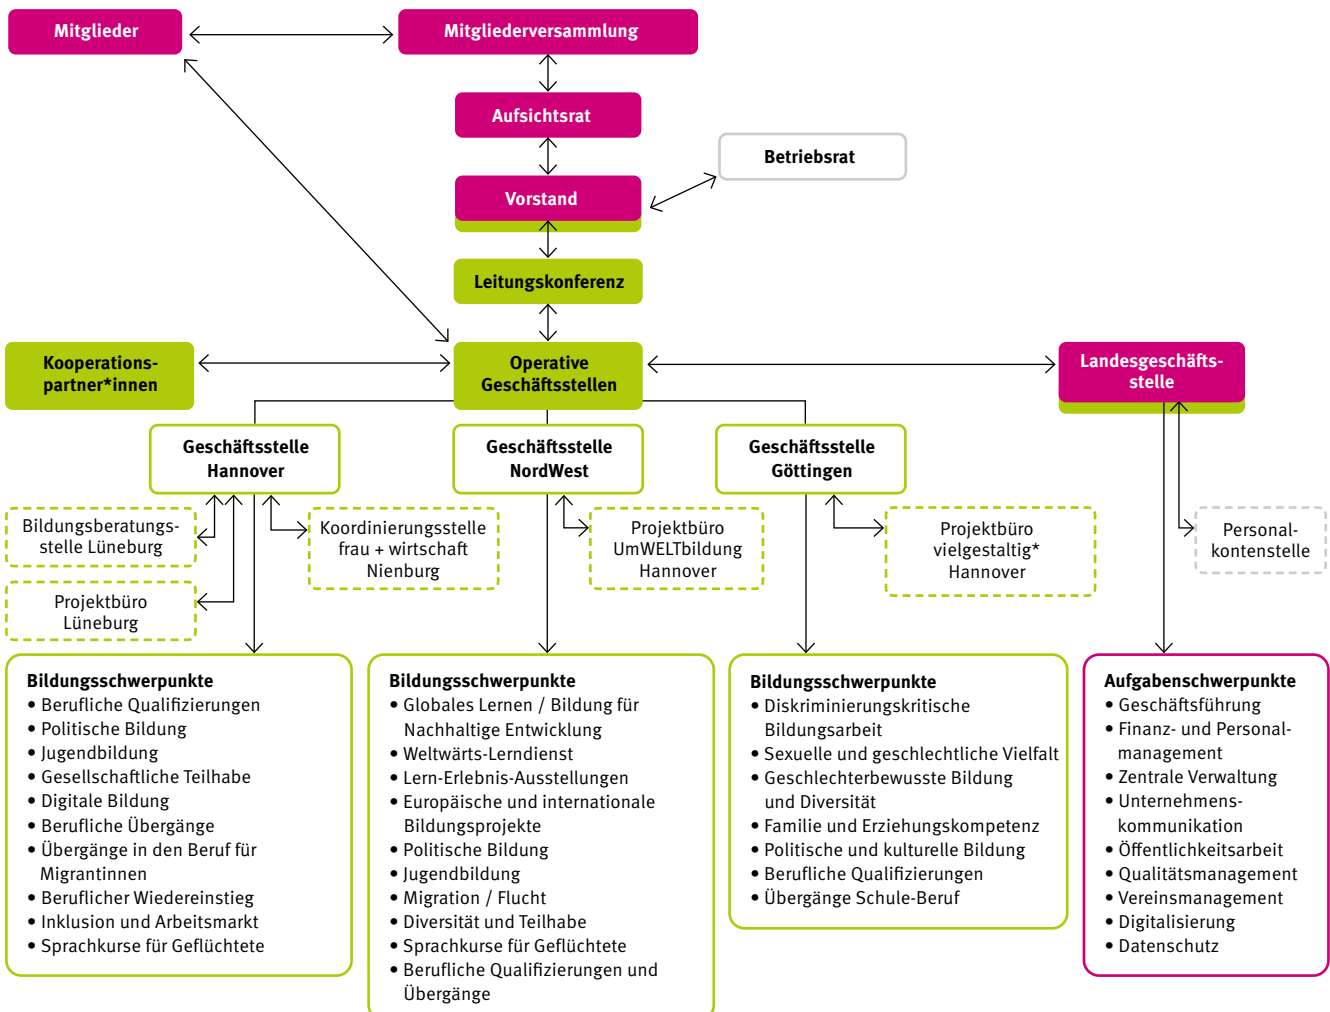 Mitglieder
Mitgliederversammlung
Aufsichtsrat
Betriebsrat
Vorstand
Leitungskonferenz
Kooperations-
partner*innen
Operative
Geschäftsstellen
Landesgeschäfts-
stelle
Geschäftsstelle
Hannover
Geschäftsstelle
NordWest
Geschäftsstelle
Göttingen
Bildungsberatungs-
stelle Lüneburg
Projektbüro
Lüneburg
Koordinierungsstelle
frau + wirtschaft
Nienburg
Projektbüro
UmWELTbildung
Hannover
Projektbüro
vielgestaltig*
Hannover
Personal-
kontenstelle
Bildungsschwerpunkte
• Berufliche Qualifizierungen
• Politische Bildung
• Jugendbildung
• Gesellschaftliche Teilhabe
• Digitale Bildung
• Berufliche Übergänge
• Übergänge in den Beruf für
Migrantinnen
• Beruflicher Wiedereinstieg
• Inklusion und Arbeitsmarkt
• Sprachkurse für Geflüchtete
Bildungsschwerpunkte
• Globales Lernen / Bildung für
Nachhaltige Entwicklung
• Weltwärts-Lerndienst
• Lern-Erlebnis-Ausstellungen
• Europäische und internationale
Bildungsprojekte
• Politische Bildung
• Jugendbildung
• Migration / Flucht
• Diversität und Teilhabe
• Sprachkurse für Geflüchtete
• Berufliche Qualifizierungen und
Übergänge
Bildungsschwerpunkte
• Diskriminierungskritische
Bildungsarbeit
• Sexuelle und geschlechtliche Vielfalt
• Geschlechterbewusste Bildung
und Diversität
• Familie und Erziehungskompetenz
• Politische und kulturelle Bildung
• Berufliche Qualifizierungen
• Übergänge Schule-Beruf
Aufgabenschwerpunkte
• Geschäftsführung
• Finanz- und Personal-
management
• Zentrale Verwaltung
• Unternehmens-
kommunikation
• Öffentlichkeitsarbeit
• Qualitätsmanagement
• Vereinsmanagement
• Digitalisierung
• Datenschutz